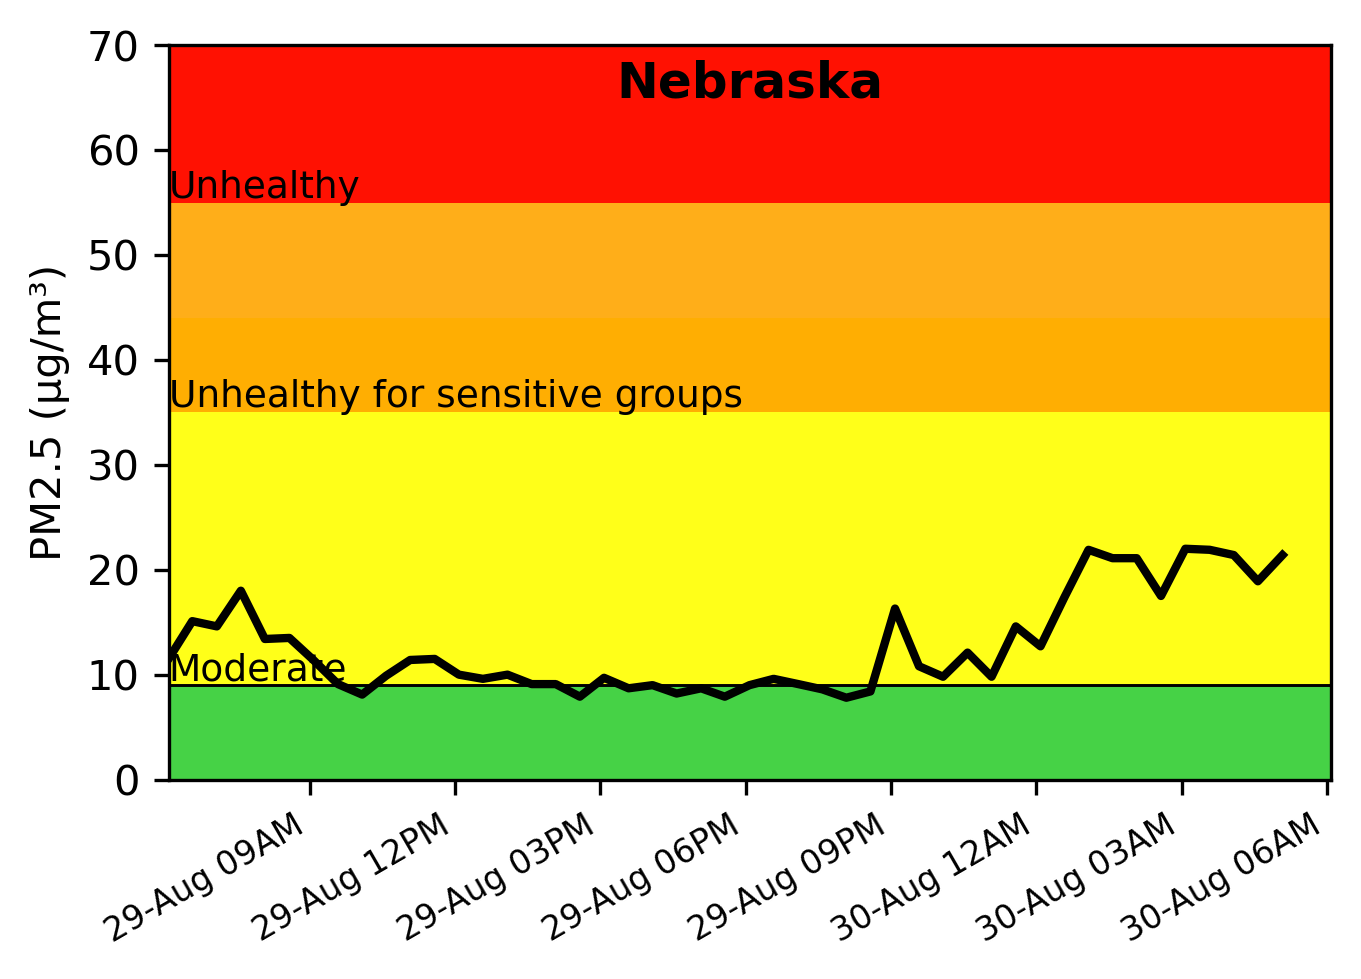 Nebraska
70
60
50
40
30
20
10
0
PM2.5 (µg/m³)
Unhealthy
Unhealthy for sensitive groups
Moderate
29-Aug 09AM
29-Aug 12PM
29-Aug 03PM
29-Aug 06PM
29-Aug 09PM
30-Aug 12AM
30-Aug 03AM
30-Aug 06AM